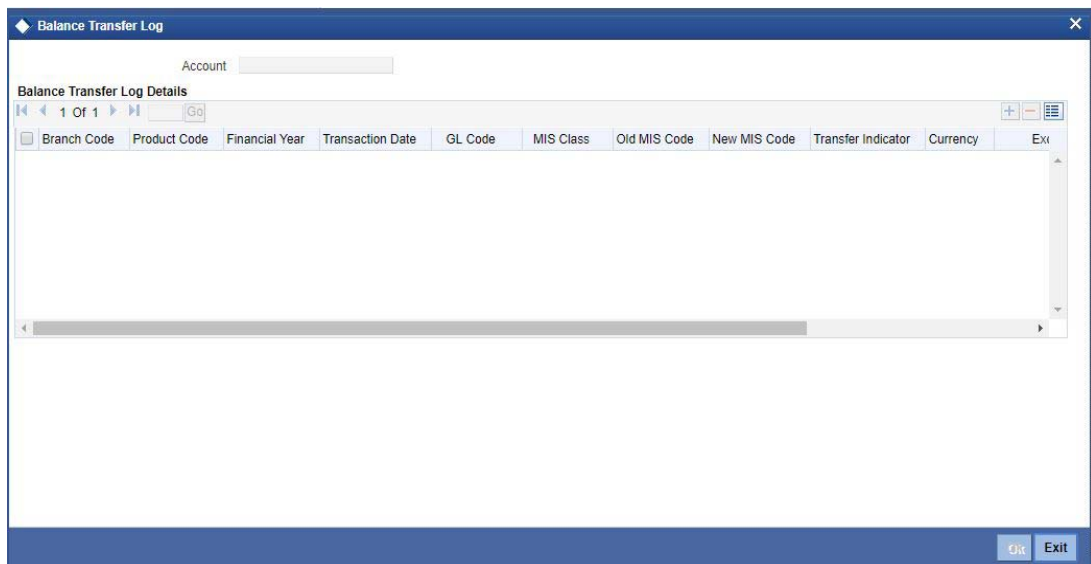 Balance Transfer Log
Account
Balance Transfer Log Details
1 Of 1 Go
Branch Code Product Code Financial Year Transaction Date GL Code MIS Class Old MIS Code New MIS Code Transfer Indicator Currency
Exit